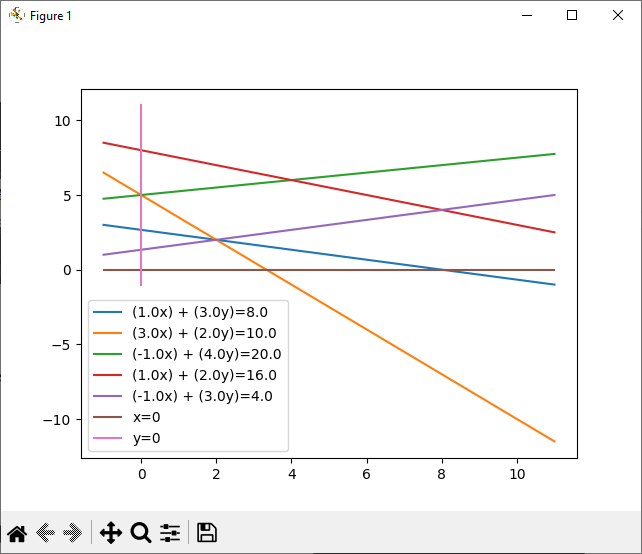 Figure 1
10
5
0
−5
−10
0 2 4 6 8 10
(1.0x) + (3.0y)=8.0
(3.0x) + (2.0y)=10.0
(-1.0x) + (4.0y)=20.0
(1.0x) + (2.0y)=16.0
(-1.0x) + (3.0y)=4.0
x=0
y=0